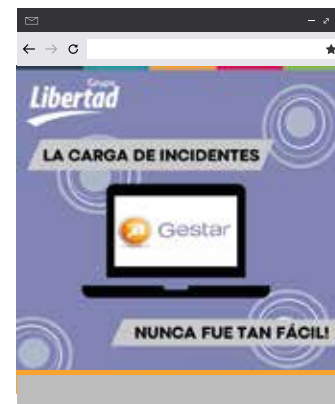 Grupo
Libertad
LA CARGA DE INCIDENTES
Gestar
NUNCA FUE TAN FÁCIL!